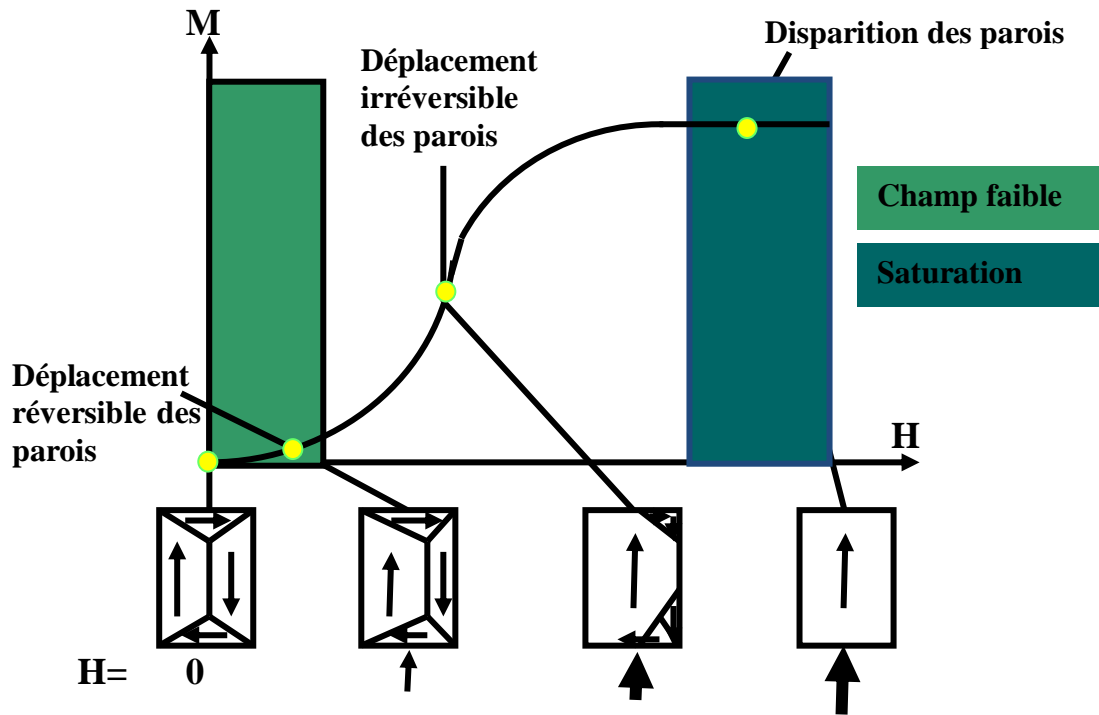 M
Disparition des parois
Déplacement
irréversible
des parois
Champ faible
Saturation
Déplacement
réversible des
parois
H
H=
0